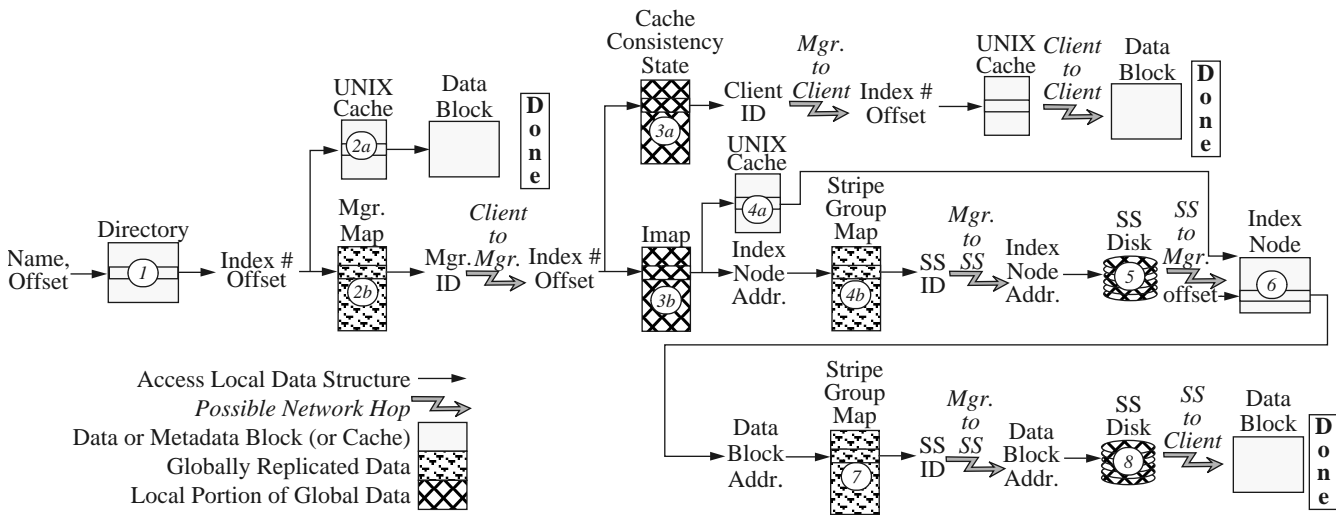 Cache
Consistency
State
3a
Client
ID
Mgr.
to
Client
Index #
Offset
UNIX
Cache
Client
to
Client
Data
Block
Done
UNIX
Cache
2a
Data
Block
Done
Name,
Offset
Directory
1
Index #
Offset
Mgr.
Map
2b
Mgr.
ID
Client
to
Mgr.
Index #
Offset
Imap
3b
UNIX
Cache
4a
Index
Node
Addr.
Stripe
Group
Map
4b
SS
ID
Mgr.
to
SS
Index
Node
Addr.
SS
Disk
5
SS
to
Mgr.
offset
Index
Node
6
Access Local Data Structure
Possible Network Hop
Data or Metadata Block (or Cache)
Globally Replicated Data
Local Portion of Global Data
Data
Block
Addr.
Stripe
Group
Map
7
SS
ID
Mgr.
to
SS
Data
Block
Addr.
SS
Disk
8
SS
to
Client
Data
Block
Done